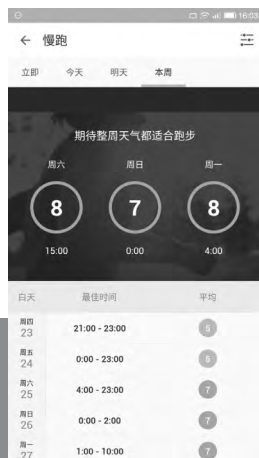 16:03
慢跑
立即 今天 明天 本周
期待整周天气都适合跑步
周六 周日 周一
8 7 8
15:00 0:00 4:00
白天 最佳时间 平均
周四
23 21:00 - 23:00 5
周五
24 0:00 - 23:00 5
周六
25 4:00 - 23:00 7
周日
26 0:00 - 2:00 7
周一
27 1:00 - 10:00 7